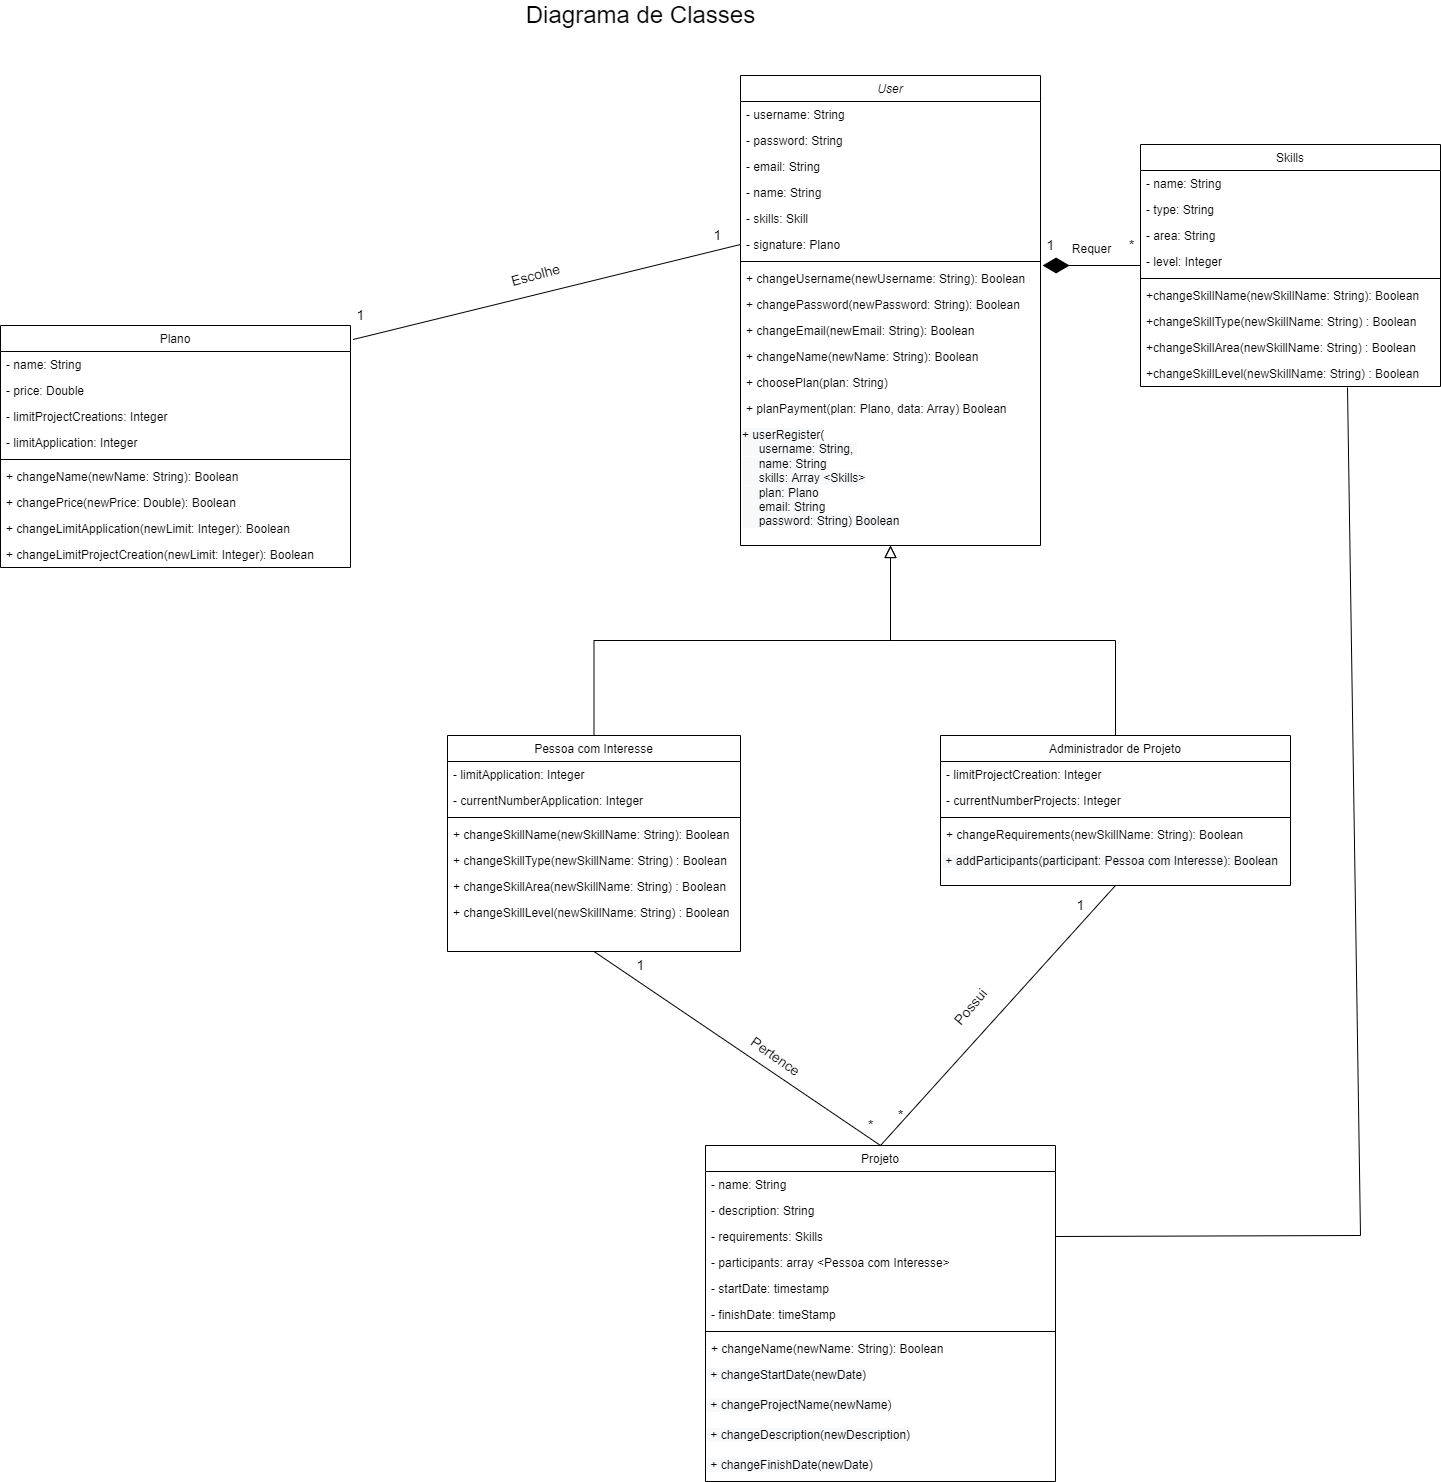 Diagrama de Classes
User
- username: String
- password: String
- email: String
- name: String
- skills: Skill
- signature: Plano
+ changeUsername(newUsername: String): Boolean
+ changePassword(newPassword: String): Boolean
+ changeEmail(newEmail: String): Boolean
+ changeName(newName: String): Boolean
+ choosePlan(plan: String)
+ planPayment(plan: Plano, data: Array) Boolean
+ userRegister(
username: String,
name: String
skills: Array <Skills>
plan: Plano
email: String
password: String) Boolean
1
Requer
*
Skills
- name: String
- type: String
- area: String
- level: Integer
+changeSkillName(newSkillName: String): Boolean
+changeSkillType(newSkillName: String) : Boolean
+changeSkillArea(newSkillName: String) : Boolean
+changeSkillLevel(newSkillName: String) : Boolean
1
Escolhe
1
Plano
- name: String
- price: Double
- limitProjectCreations: Integer
- limitApplication: Integer
+ changeName(newName: String): Boolean
+ changePrice(newPrice: Double): Boolean
+ changeLimitApplication(newLimit: Integer): Boolean
+ changeLimitProjectCreation(newLimit: Integer): Boolean
Pessoa com Interesse
- limitApplication: Integer
- currentNumberApplication: Integer
+ changeSkillName(newSkillName: String): Boolean
+ changeSkillType(newSkillName: String) : Boolean
+ changeSkillArea(newSkillName: String) : Boolean
+ changeSkillLevel(newSkillName: String) : Boolean
Administrador de Projeto
- limitProjectCreation: Integer
- currentNumberProjects: Integer
+ changeRequirements(newSkillName: String): Boolean
+ addParticipants(participant: Pessoa com Interesse): Boolean
1
Pertence
*
1
Possui
*
Projeto
- name: String
- description: String
- requirements: Skills
- participants: array <Pessoa com Interesse>
- startDate: timestamp
- finishDate: timeStamp
+ changeName(newName: String): Boolean
+ changeStartDate(newDate)
+ changeProjectName(newName)
+ changeDescription(newDescription)
+ changeFinishDate(newDate)